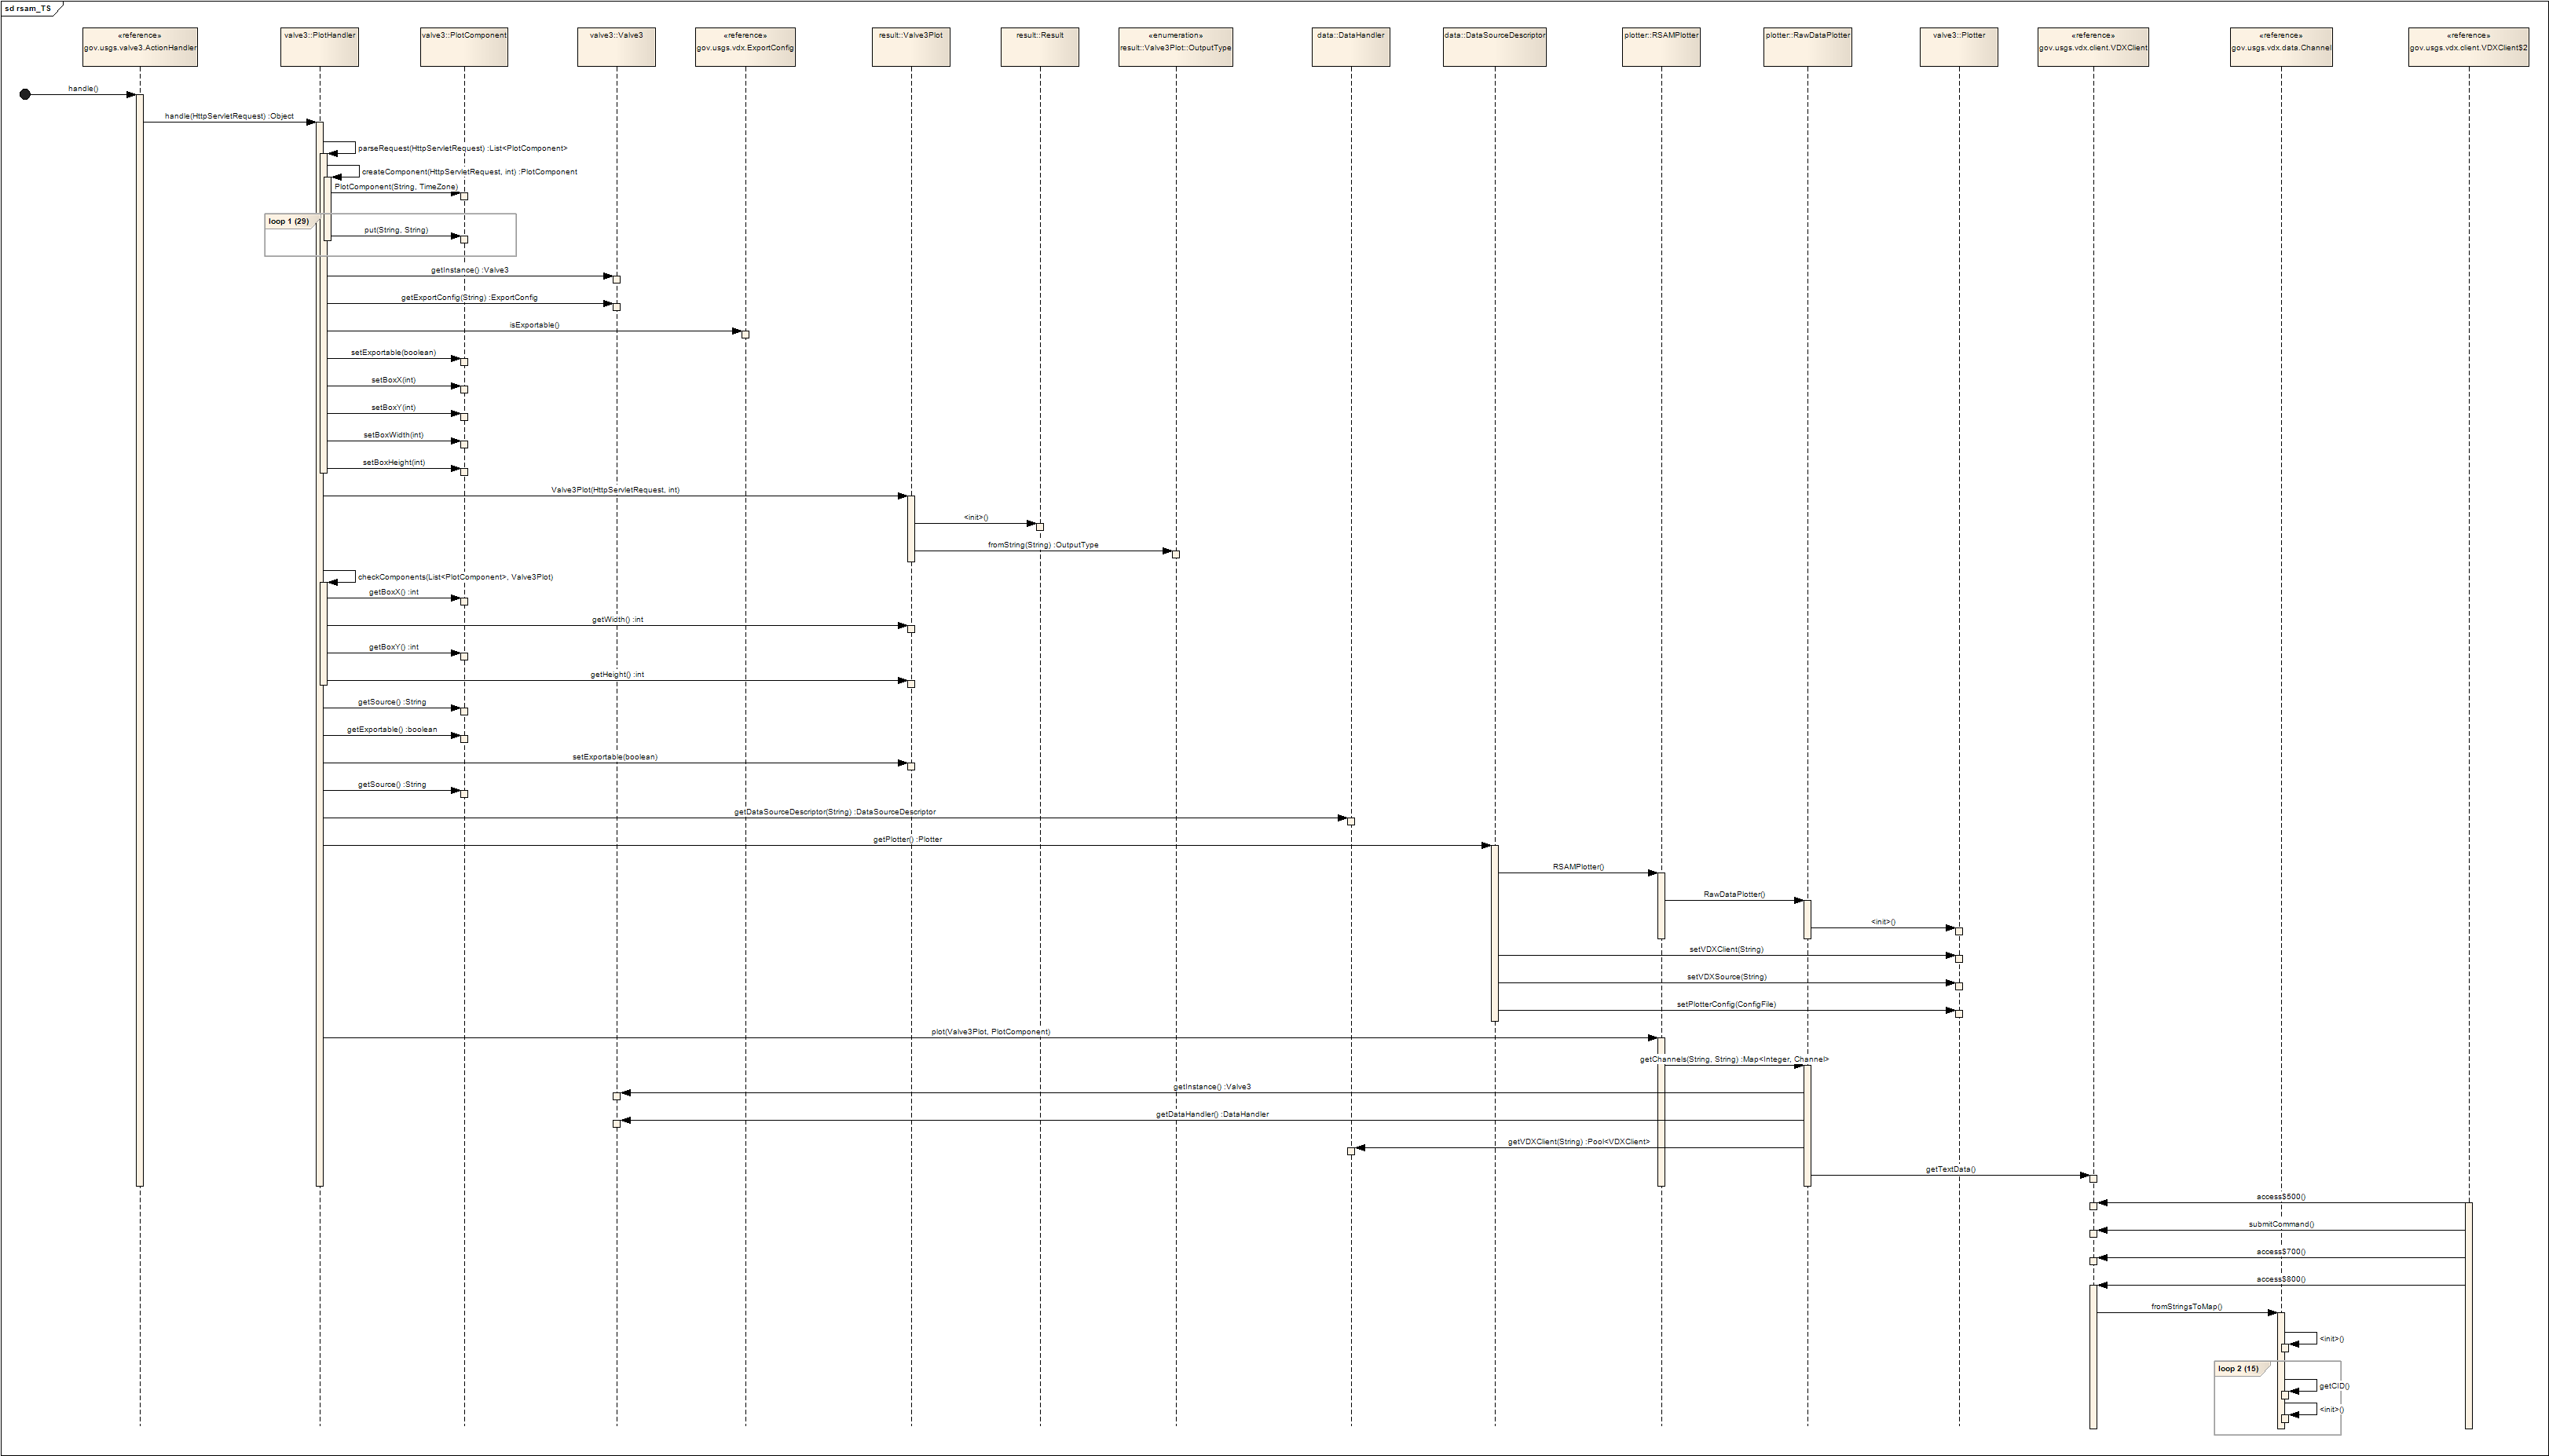 sd rsam_TS
«reference»
gov.usgs.valve3.ActionHandler
valve3::PlotHandler
valve3::PlotComponent
valve3::Valve3
«reference»
gov.usgs.vdx.ExportConfig
result::Valve3Plot
result::Result
«enumeration»
result::Valve3Plot::OutputType
data::DataHandler
data::DataSourceDescriptor
plotter::RSAMPlotter
plotter::RawDataPlotter
valve3::Plotter
«reference»
gov.usgs.vdx.client.VDXClient
«reference»
gov.usgs.vdx.data.Channel
«reference»
gov.usgs.vdx.client.VDXClient$2
handle()
handle(HttpServletRequest) :Object
parseRequest(HttpServletRequest) :List<PlotComponent>
createComponent(HttpServletRequest, int) :PlotComponent
PlotComponent(String, TimeZone)
loop 1 (29)
put(String, String)
getInstance() :Valve3
getExportConfig(String) :ExportConfig
isExportable()
setExportable(boolean)
setBoxX(int)
setBoxY(int)
setBoxWidth(int)
setBoxHeight(int)
Valve3Plot(HttpServletRequest, int)
<init>()
fromString(String) :OutputType
checkComponents(List<PlotComponent>, Valve3Plot)
getBoxX() :int
getWidth() :int
getBoxY() :int
getHeight() :int
getSource() :String
getExportable() :boolean
setExportable(boolean)
getSource() :String
getDataSourceDescriptor(String) :DataSourceDescriptor
getPlotter() :Plotter
RSAMPlotter()
RawDataPlotter()
<init>()
setVDXClient(String)
setVDXSource(String)
setPlotterConfig(ConfigFile)
plot(Valve3Plot, PlotComponent)
getChannels(String, String) :Map<Integer, Channel>
getInstance() :Valve3
getDataHandler() :DataHandler
getVDXClient(String) :Pool<VDXClient>
getTextData()
access$500()
submitCommand()
access$700()
access$800()
fromStringsToMap()
<init>()
loop 2 (15)
getCID()
<init>()